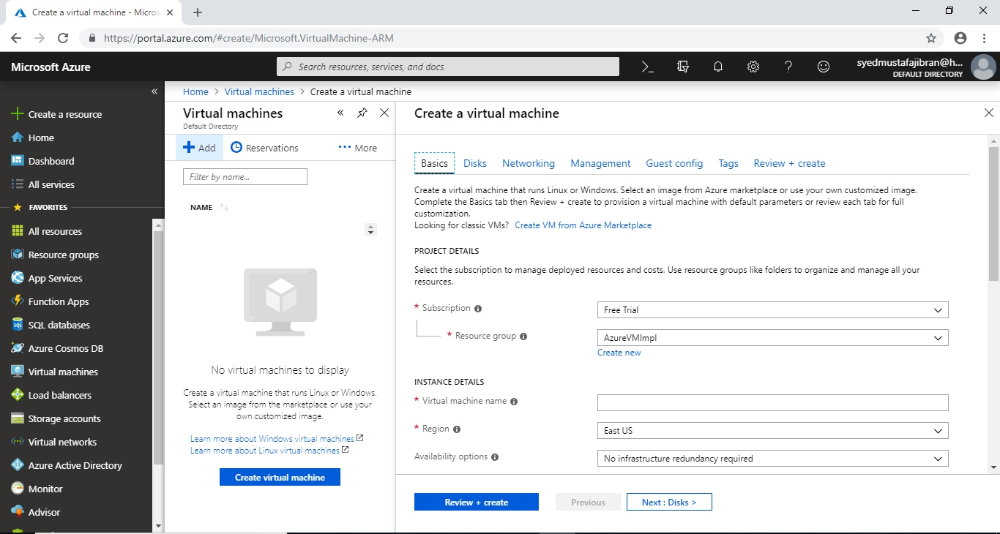 Create a virtual machine - Micros
https://portal.azure.com/#create/Microsoft.VirtualMachine-ARM
Microsoft Azure
Search resources, services, and docs
syedmustafajibran@h...
DEFAULT DIRECTORY
Create a resource
Home
Dashboard
All services
FAVORITES
All resources
Resource groups
App Services
Function Apps
SQL databases
Azure Cosmos DB
Virtual machines
Load balancers
Storage accounts
Virtual networks
Azure Active Directory
Monitor
Advisor
Home > Virtual machines > Create a virtual machine
Virtual machines
Default Directory
Add
Reservations
More
Filter by name...
NAME
No virtual machines to display
Create a virtual machine that runs Linux or Windows.
Select an image from the marketplace or use your
own customized image.
Learn more about Windows virtual machines
Learn more about Linux virtual machines
Create virtual machine
Create a virtual machine
Basics Disks Networking Management Guest config Tags Review + create
Create a virtual machine that runs Linux or Windows. Select an image from Azure marketplace or use your own customized image.
Complete the Basics tab then Review + create to provision a virtual machine with default parameters or review each tab for full
customization.
Looking for classic VMs? Create VM from Azure Marketplace
PROJECT DETAILS
Select the subscription to manage deployed resources and costs. Use resource groups like folders to organize and manage all your
resources.
* Subscription
Free Trial
* Resource group
AzureVMImpl
Create new
INSTANCE DETAILS
* Virtual machine name
* Region
East US
Availability options
No infrastructure redundancy required
Review + create
Previous
Next : Disks >